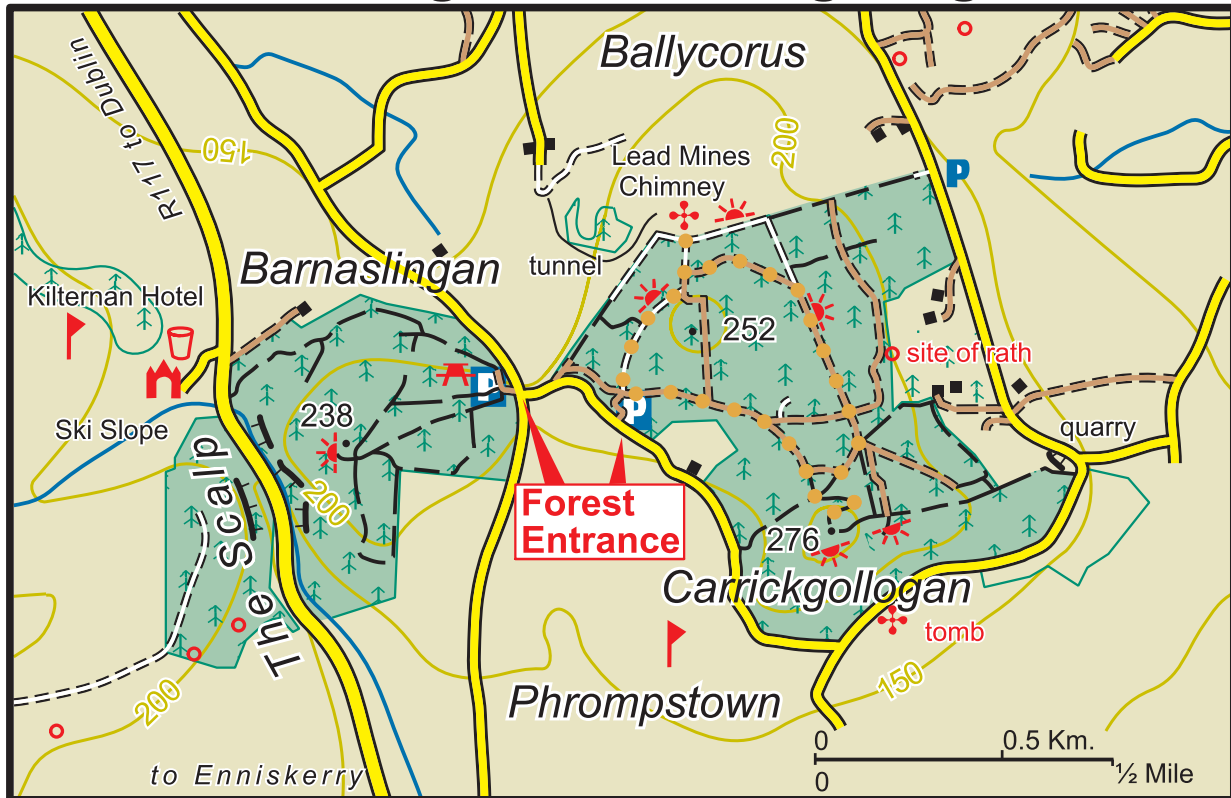 Ballycorus
R117 to Dublin
150
200
Lead Mines
Chimney
Barnaslingan
tunnel
Kilternan Hotel
252
site of rath
P
P
P
238
Ski Slope
quarry
The Scalp
200
Forest
Entrance
276
Carrickgollogan
tomb
Phrompstown
150
200
0
0.5 Km.
to Enniskerry
0
½ Mile